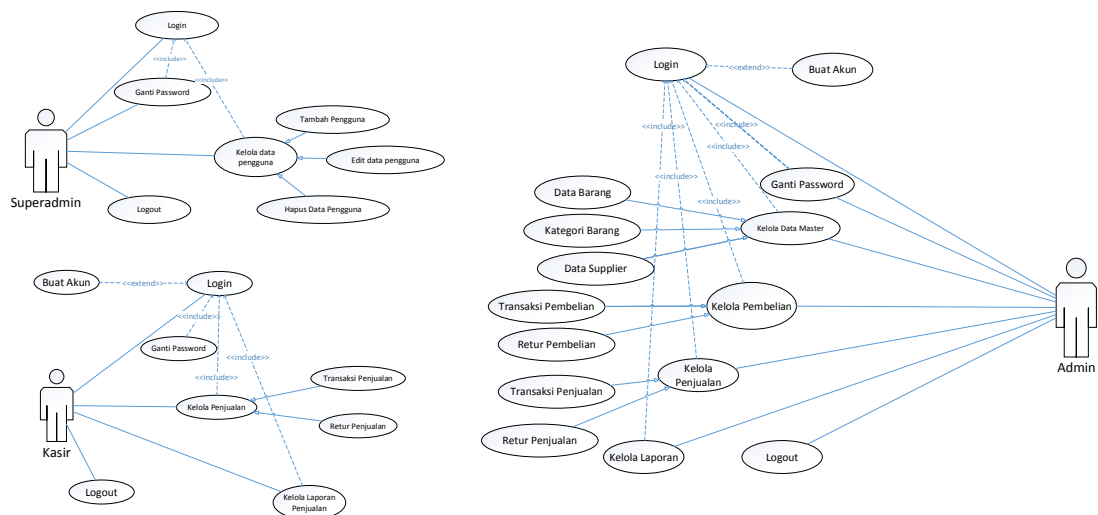 Login
<<include>>
<<include>>
Ganti Password
Tambah Pengguna
Kelola data
pengguna
Edit data pengguna
Hapus Data Pengguna
Logout
Superadmin
Buat Akun
<<extend>>
Login
<<include>>
Ganti Password
<<include>>
<<include>>
Transaksi Penjualan
Kelola Penjualan
Retur Penjualan
Kasir
Logout
Kelola Laporan
Penjualan
Login
<<extend>>
Buat Akun
<<include>>
<<include>>
<<include>>
<<include>>
<<include>>
<<include>>
Ganti Password
Data Barang
Kategori Barang
Kelola Data Master
Data Supplier
Transaksi Pembelian
Kelola Pembelian
Retur Pembelian
Kelola
Penjualan
Transaksi Penjualan
Retur Penjualan
Kelola Laporan
Logout
Admin